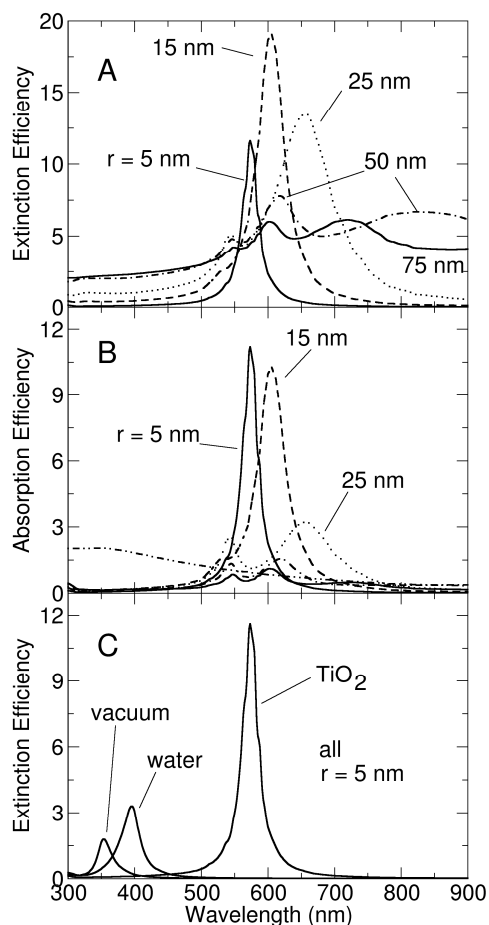 20
15
10
5
0
Extinction Efficiency
A
15 nm
25 nm
r = 5 nm
50 nm
75 nm
12
9
6
3
0
Absorption Efficiency
B
15 nm
r = 5 nm
25 nm
12
9
6
3
0
Extinction Efficiency
C
TiO2
vacuum
water
all
r = 5 nm
300 400 500 600 700 800 900
Wavelength (nm)